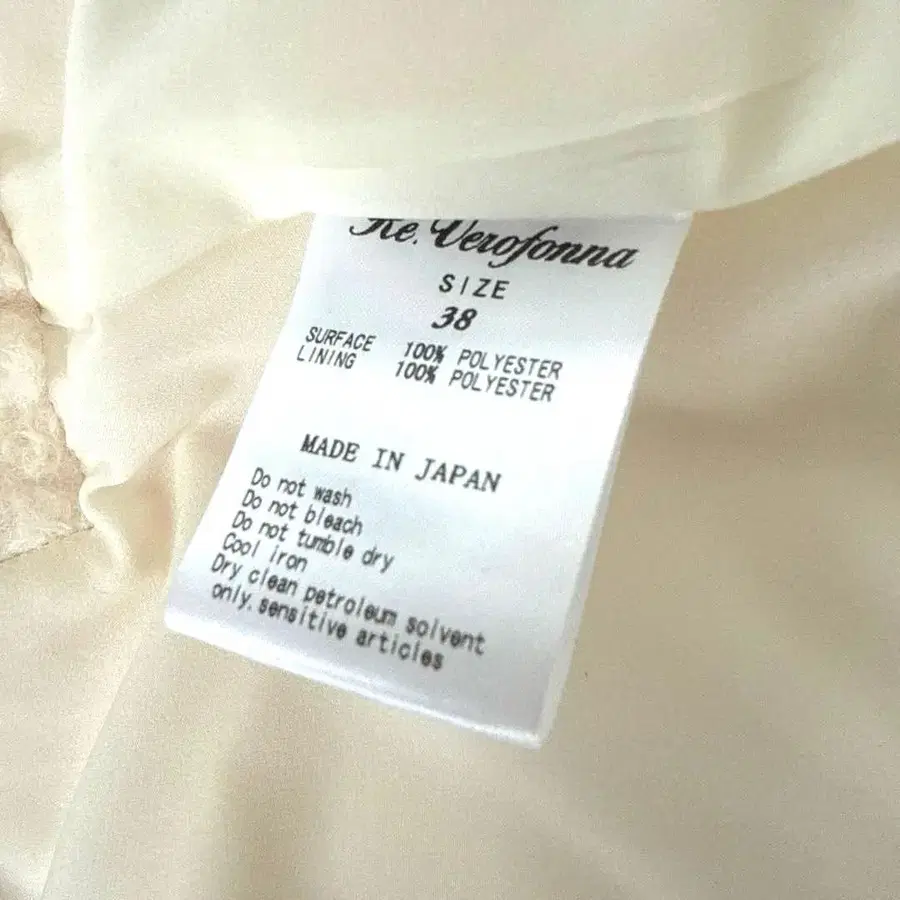 Re. Verofonna
SIZE
38
SURFACE 100% POLYESTER
LINING 100% POLYESTER
MADE IN JAPAN
Do not wash
Do not bleach
Do not tumble dry
Cool iron
Dry clean petroleum solvent
only. sensitive articles